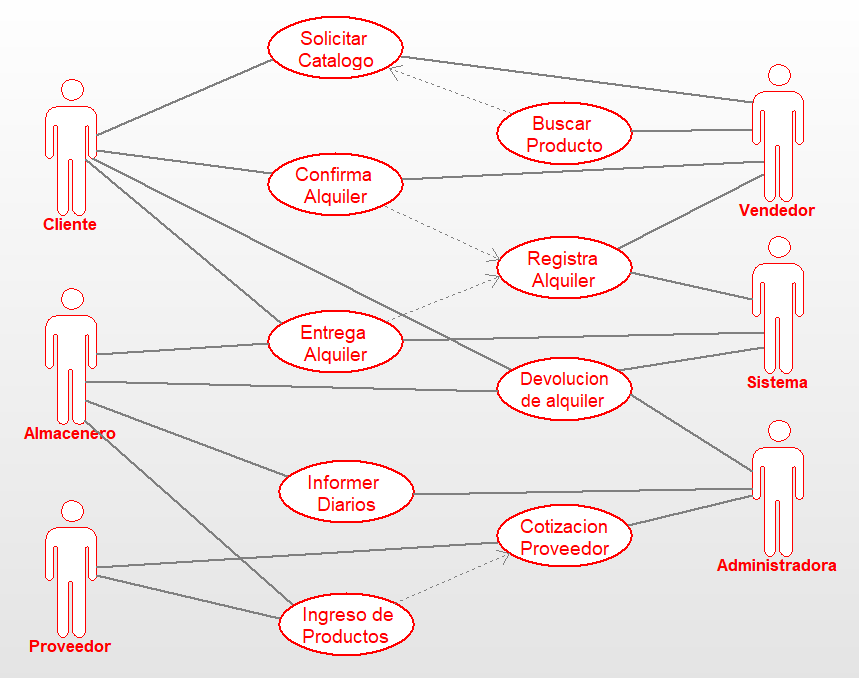 Solicitar
Catalogo
Buscar
Producto
Confirma
Alquiler
Cliente
Vendedor
Registra
Alquiler
Entrega
Alquiler
Devolucion
de alquiler
Sistema
Almacenero
Informer
Diarios
Cotizacion
Proveedor
Administradora
Ingreso de
Productos
Proveedor